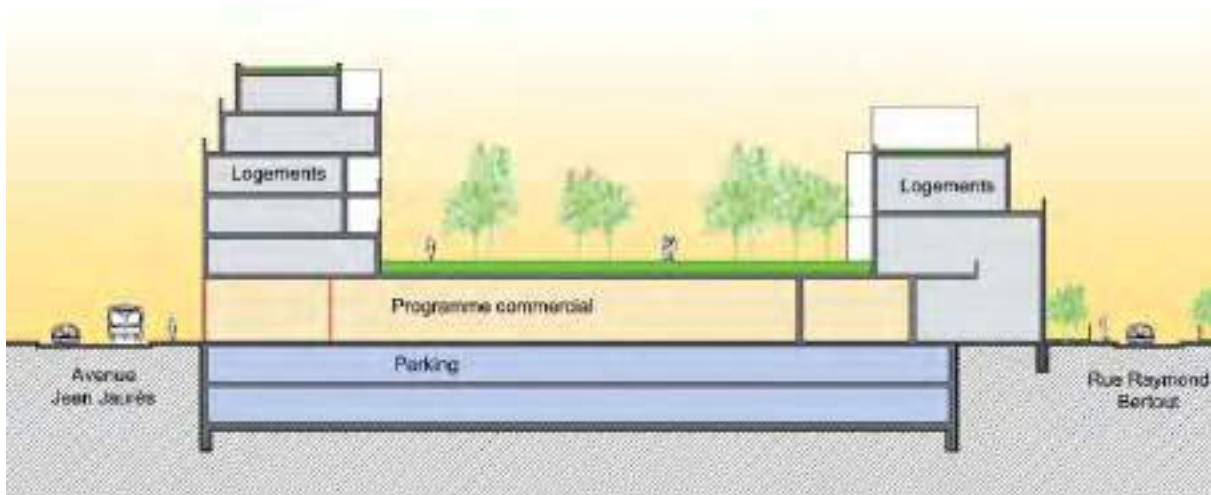 Logements
Logements
Programme commercial
Parking
Avenue
Jean Jaurès
Rue Raymond
Bertout